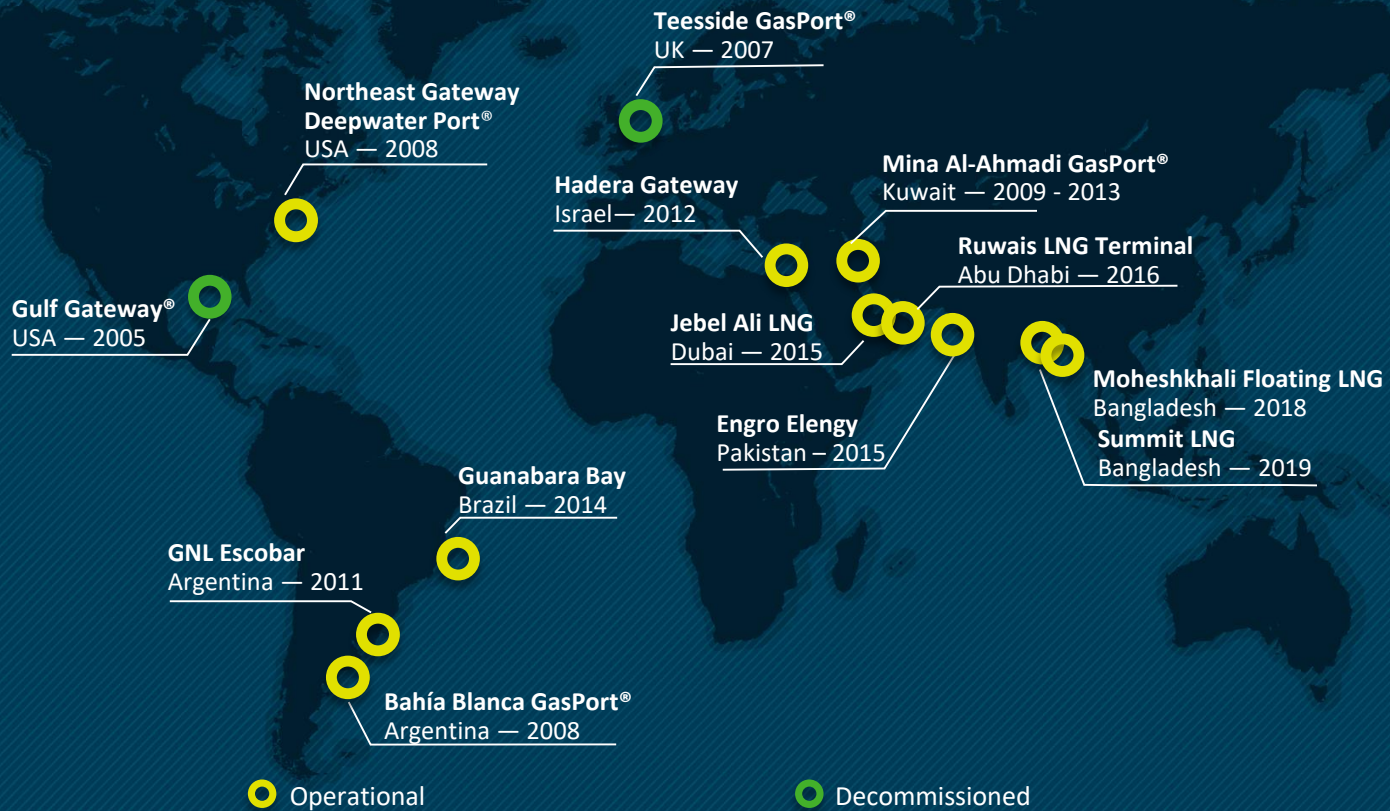 Teesside GasPort®
UK — 2007
Northeast Gateway
Deepwater Port®
USA — 2008
Mina Al-Ahmadi GasPort®
Kuwait — 2009 - 2013
Hadera Gateway
Israel— 2012
Ruwais LNG Terminal
Abu Dhabi — 2016
Gulf Gateway®
USA — 2005
Jebel Ali LNG
Dubai — 2015
Moheshkhali Floating LNG
Bangladesh — 2018
Engro Elengy
Pakistan – 2015
Summit LNG
Bangladesh — 2019
Guanabara Bay
Brazil — 2014
GNL Escobar
Argentina — 2011
Bahía Blanca GasPort®
Argentina — 2008
Operational
Decommissioned